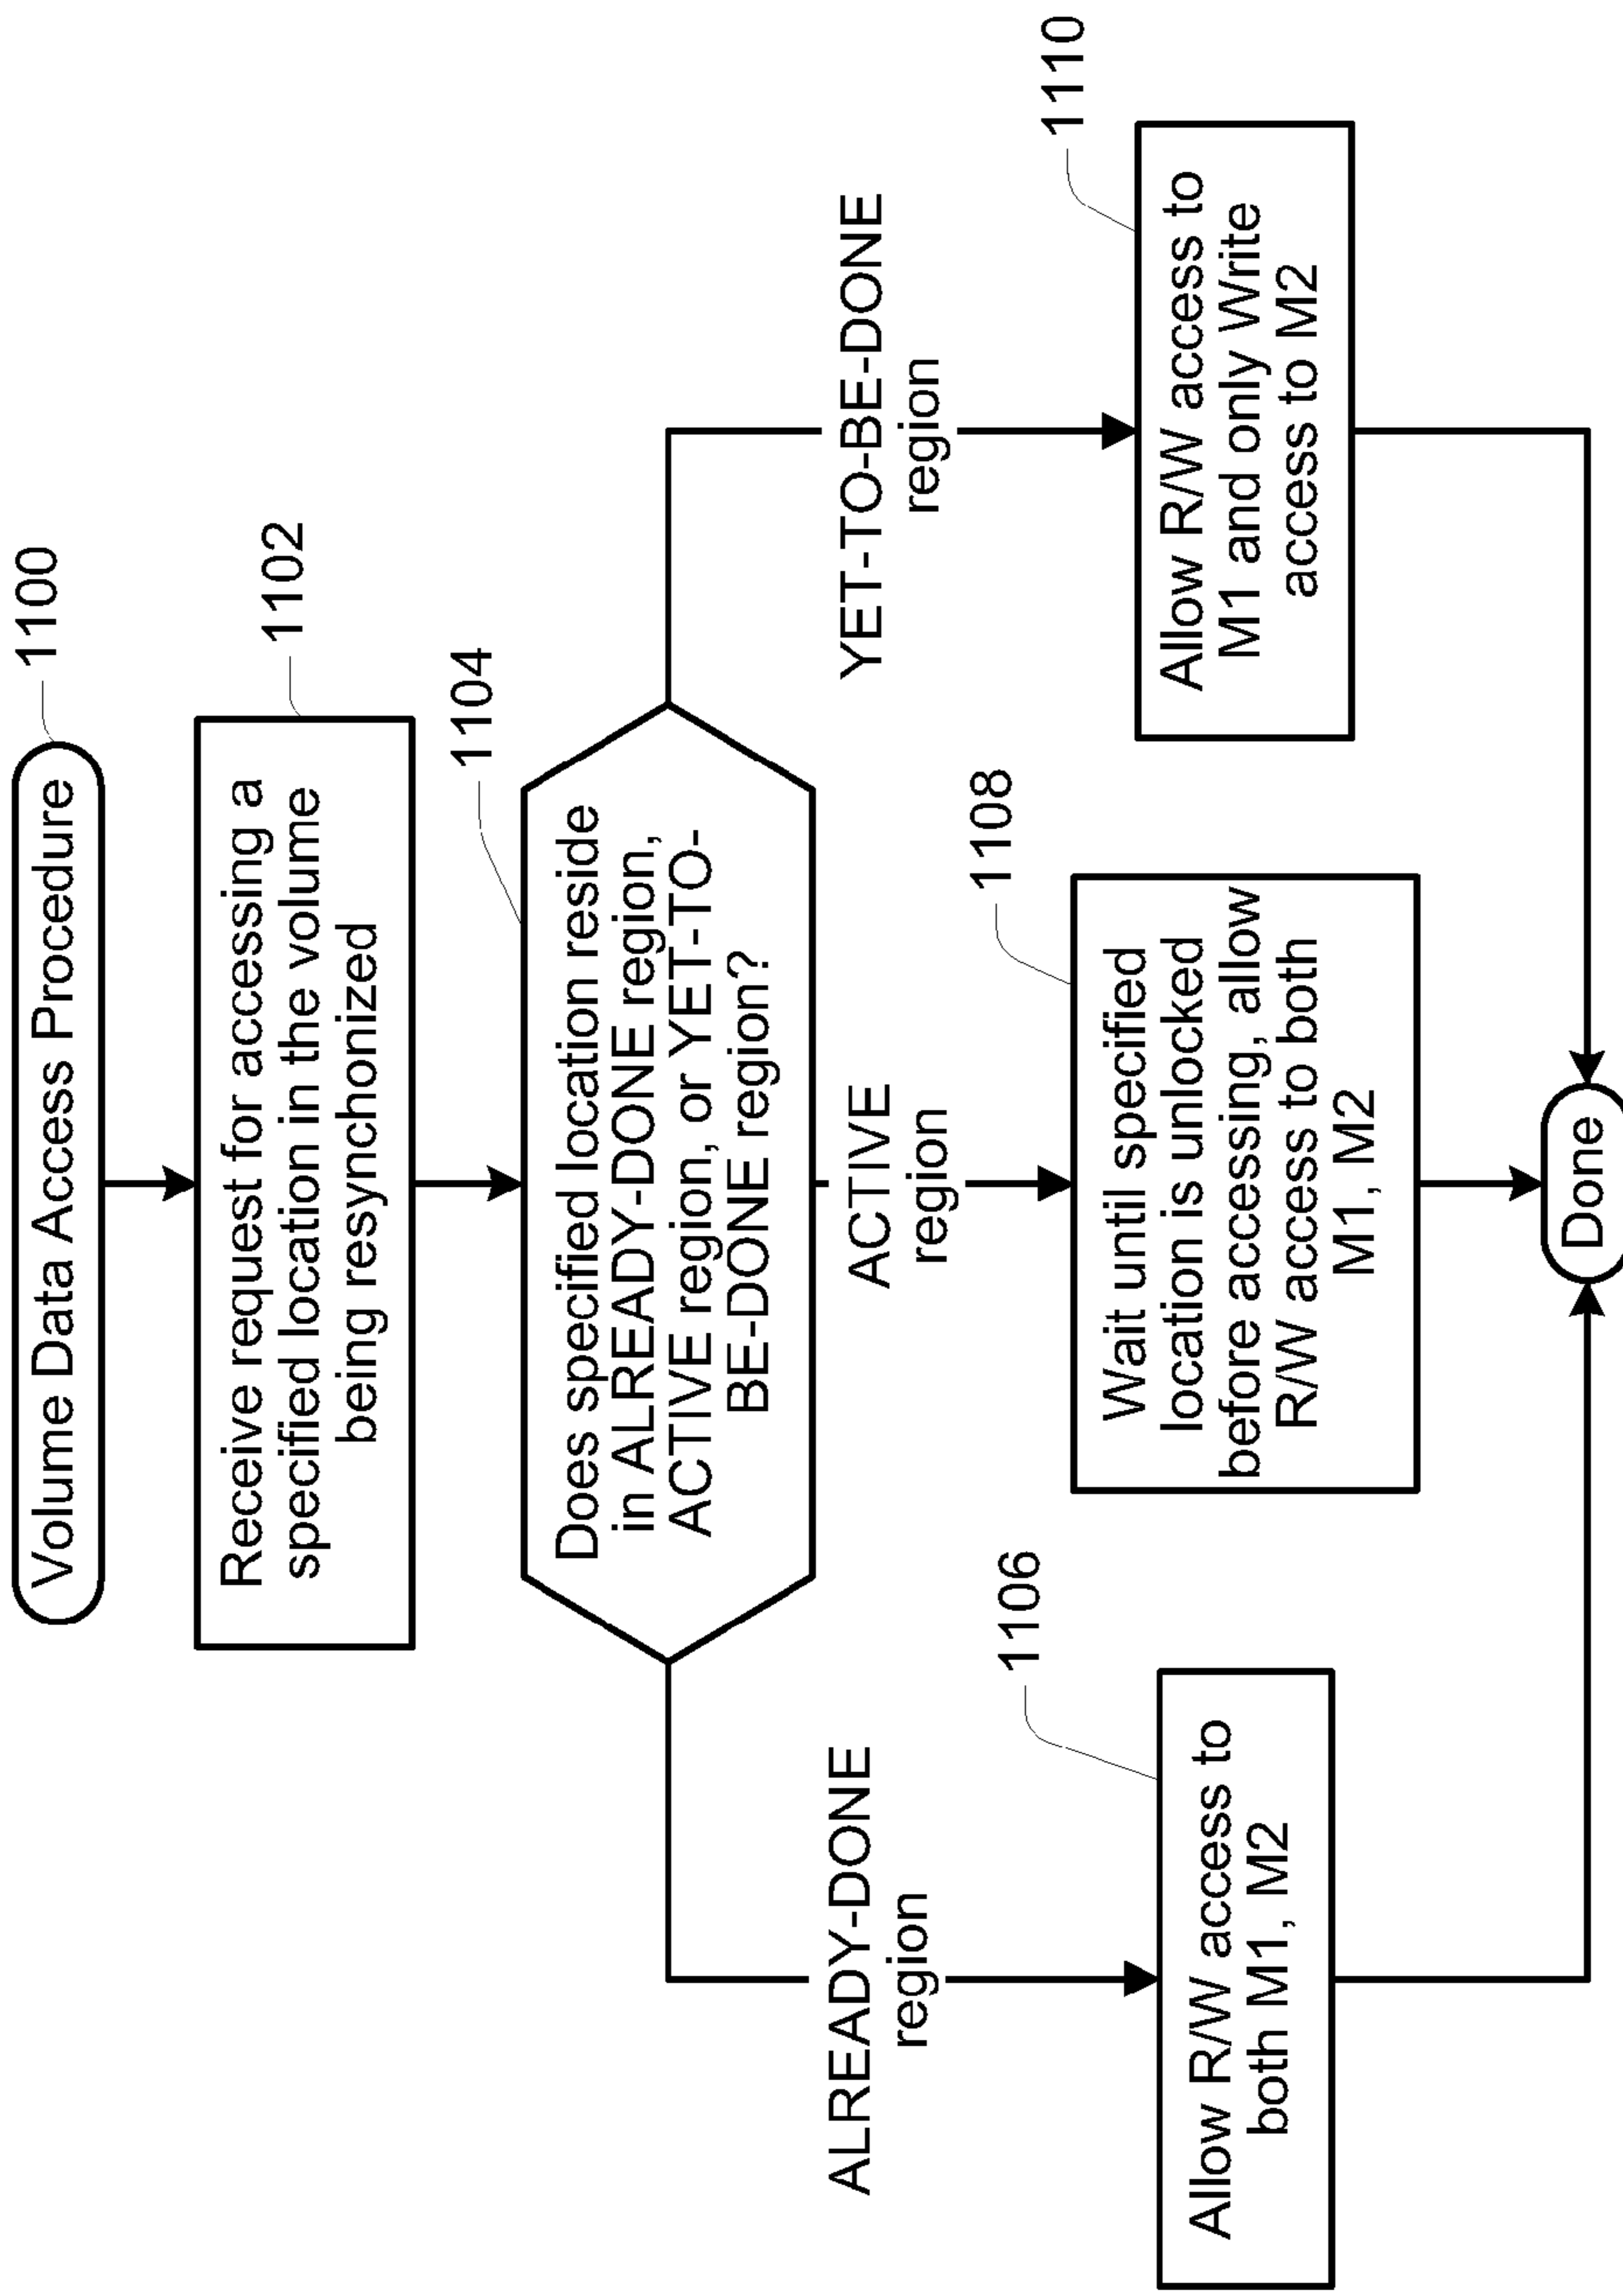 1100
Volume Data Access Procedure
1102
Receive request for accessing a
specified location in the volume
being resynchonized
1104
Does specified location reside
in ALREADY-DONE region,
ACTIVE region, or YET-TO-
BE-DONE region?
ALREADY-DONE
region
ACTIVE
region
YET-TO-BE-DONE
region
1106
Allow R/W access to
both M1, M2
1108
Wait until specified
location is unlocked
before accessing, allow
R/W access to both
M1, M2
1110
Allow R/W access to
M1 and only Write
access to M2
Done